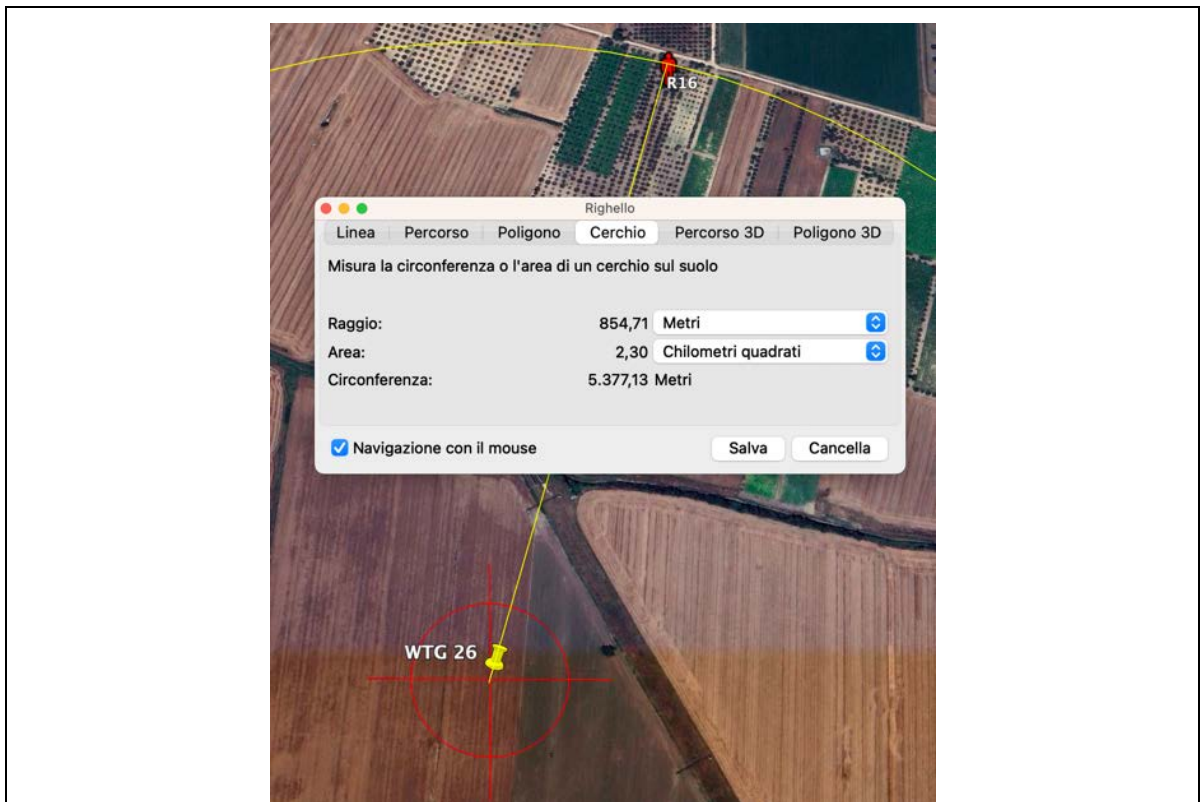 R16
Righello
Linea Percorso Poligono Cerchio Percorso 3D Poligono 3D
Misura la circonferenza o l'area di un cerchio sul suolo
Raggio: 854,71 Metri
Area: 2,30 Chilometri quadrati
Circonferenza: 5.377,13 Metri
Navigazione con il mouse Salva Cancella
WTG 26